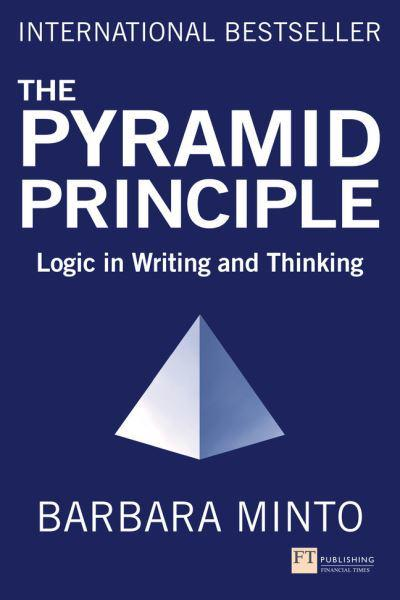 INTERNATIONAL BESTSELLER
THE
PYRAMID
PRINCIPLE
Logic in Writing and Thinking
BARBARA MINTO
FT PUBLISHING
FINANCIAL TIMES